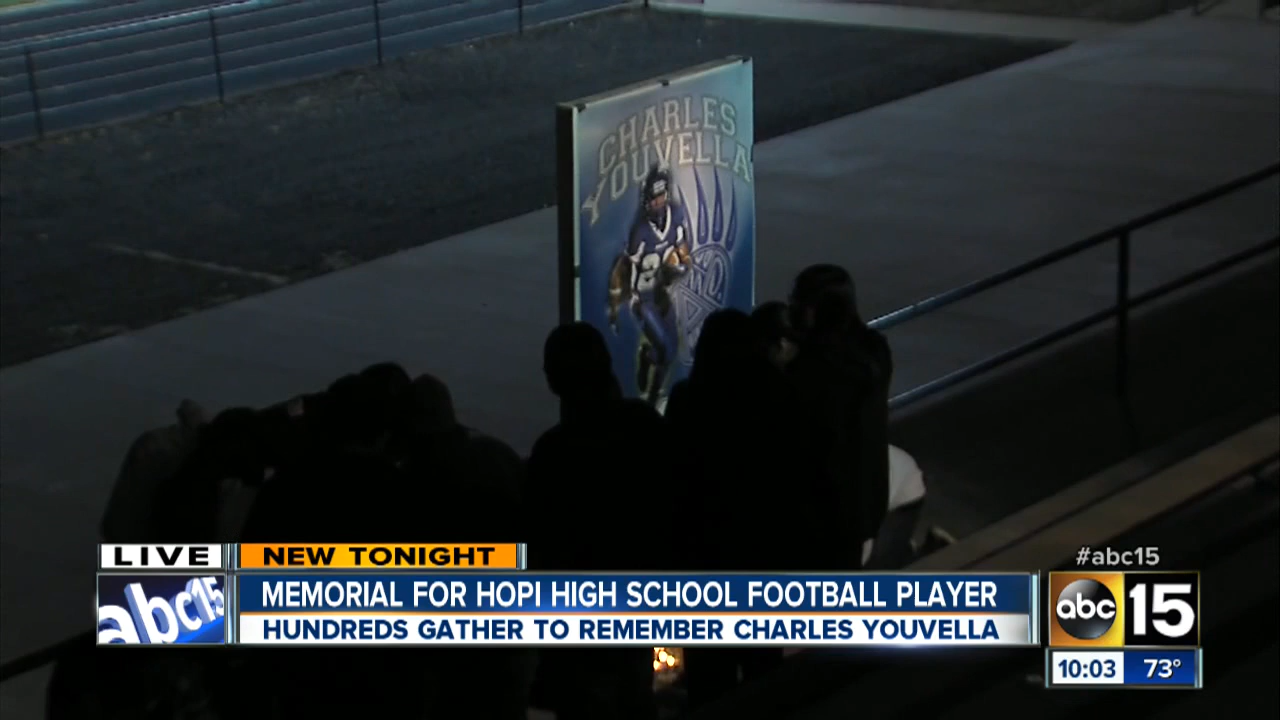 CHARLES
YOUVELLA
8
LIVE
NEW TONIGHT
abc15
MEMORIAL FOR HOPI HIGH SCHOOL FOOTBALL PLAYER
HUNDREDS GATHER TO REMEMBER CHARLES YOUVELLA
#abc15
abc 15
10:03 73°